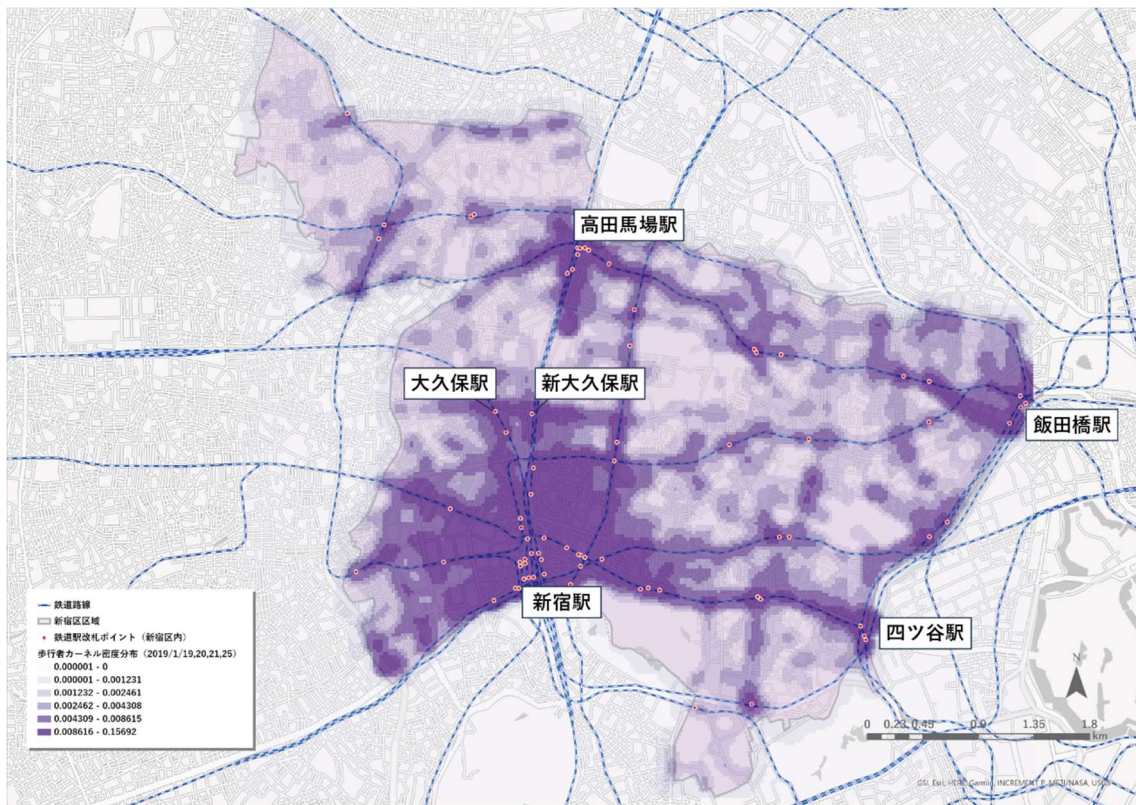 高田馬場駅
大久保駅
新大久保駅
飯田橋駅
新宿駅
四ツ谷駅
鉄道路線
新宿区区域
鉄道駅改札ポイント（新宿区内）
歩行者カーネル密度分布（2019/1/19,20,21,25）
0.000001 - 0
0.000001 - 0.001231
0.001232 - 0.002461
0.002462 - 0.004308
0.004309 - 0.008615
0.008616 - 0.15692
N
0 0.23 0.45 0.9 1.35 1.8
km
GSI, Esri, HERE, Garmin, INCREMENT P, METI/NASA, USGS